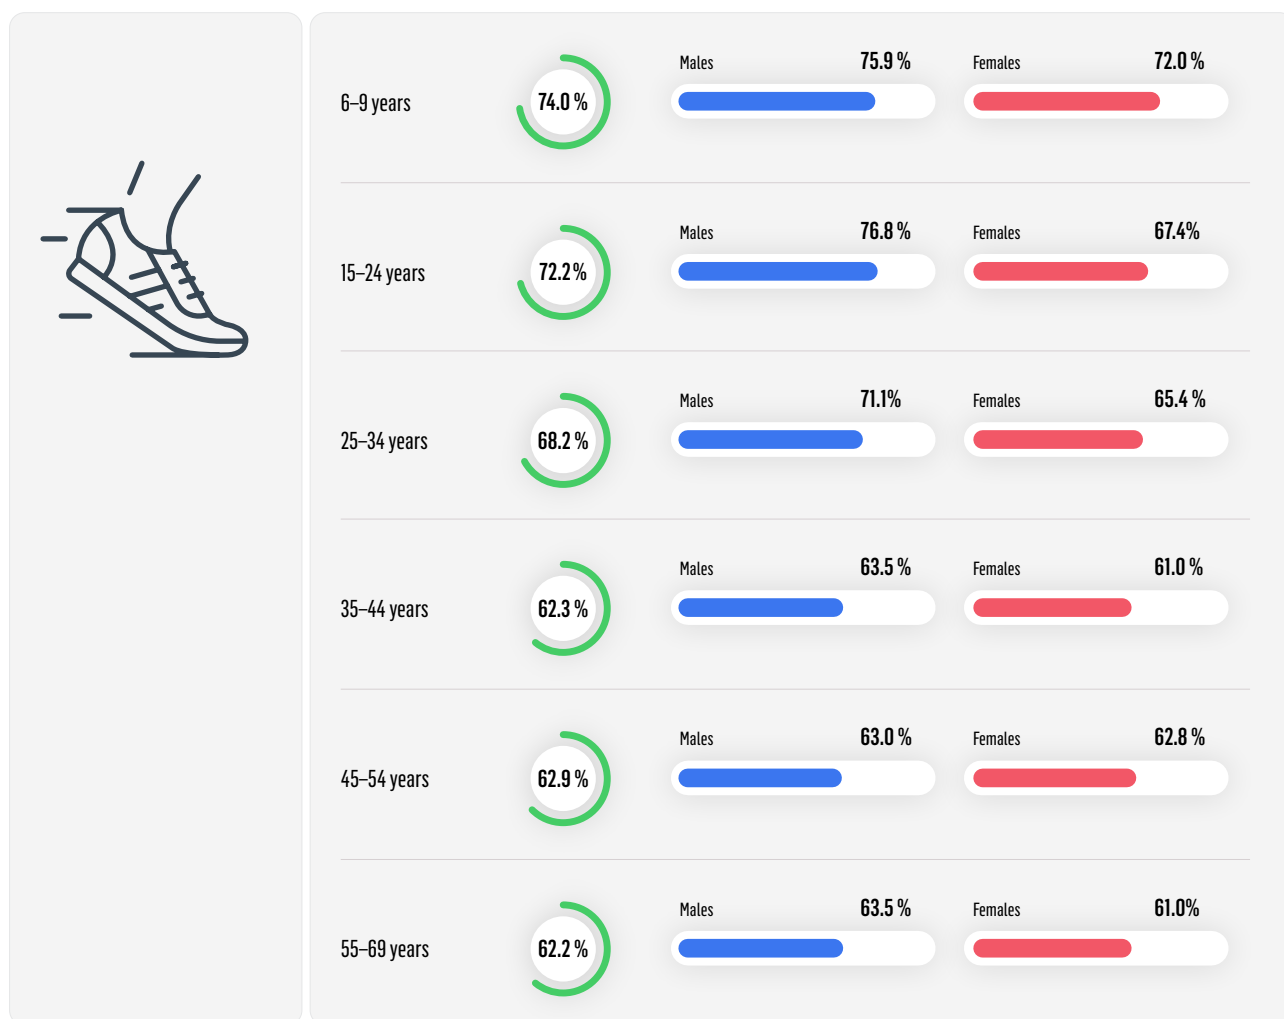 Males 75.9 % Females 72.0 %
6–9 years 74.0 %
Males 76.8 % Females 67.4%
15–24 years 72.2%
Males 71.1% Females 65.4 %
25–34 years 68.2 %
Males 63.5 % Females 61.0 %
35–44 years 62.3 %
Males 63.0 % Females 62.8 %
45–54 years 62.9 %
Males 63.5 % Females 61.0%
55–69 years 62.2 %